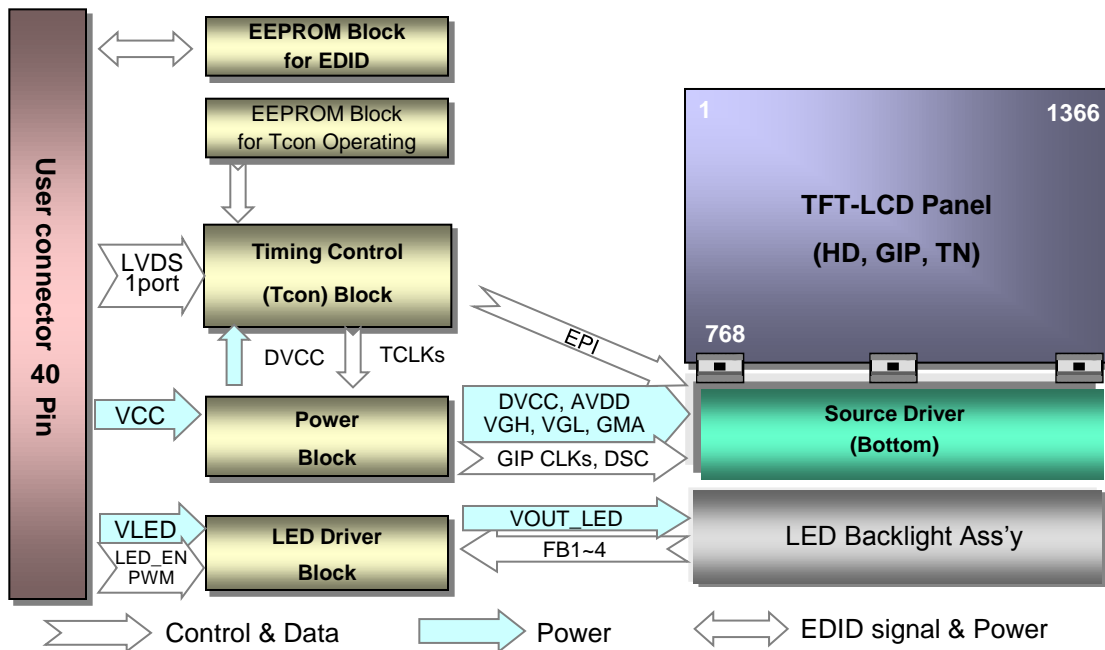 User connector 40 Pin
EEPROM Block
for EDID
EEPROM Block
for Tcon Operating
LVDS
1port
Timing Control
(Tcon) Block
DVCC
TCLKs
EPI
VCC
Power
Block
DVCC, AVDD
VGH, VGL, GMA
GIP CLKs, DSC
VLED
LED_EN
PWM
LED Driver
Block
VOUT_LED
FB1~4
1
1366
TFT-LCD Panel
(HD, GIP, TN)
768
Source Driver
(Bottom)
LED Backlight Ass'y
Control & Data
Power
EDID signal & Power